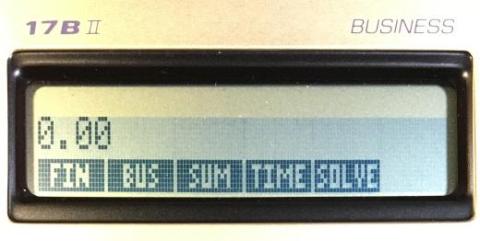 17B II BUSINESS
0.00
FIN BUS SUM TIME SOLVE